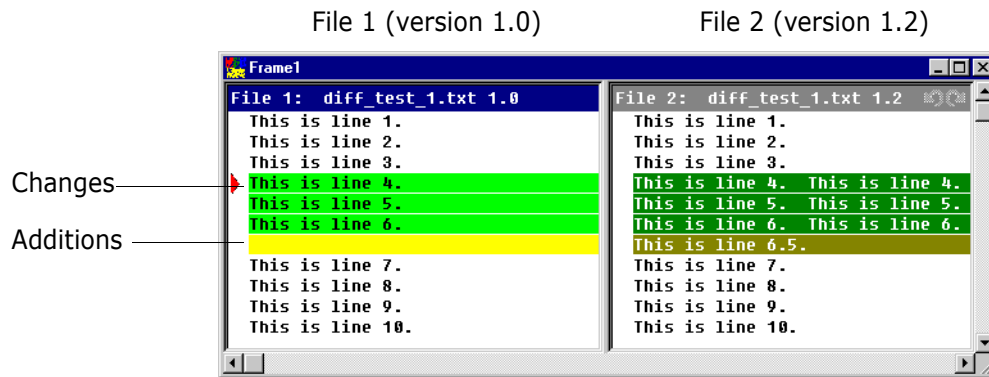 File 1 (version 1.0)
File 2 (version 1.2)
Frame1
File 1: diff_test_1.txt 1.0
This is line 1.
This is line 2.
This is line 3.
This is line 4.
This is line 5.
This is line 6.
This is line 7.
This is line 8.
This is line 9.
This is line 10.
File 2: diff_test_1.txt 1.2
This is line 1.
This is line 2.
This is line 3.
This is line 4. This is line 4.
This is line 5. This is line 5.
This is line 6. This is line 6.
This is line 6.5.
This is line 7.
This is line 8.
This is line 9.
This is line 10.
Changes
Additions